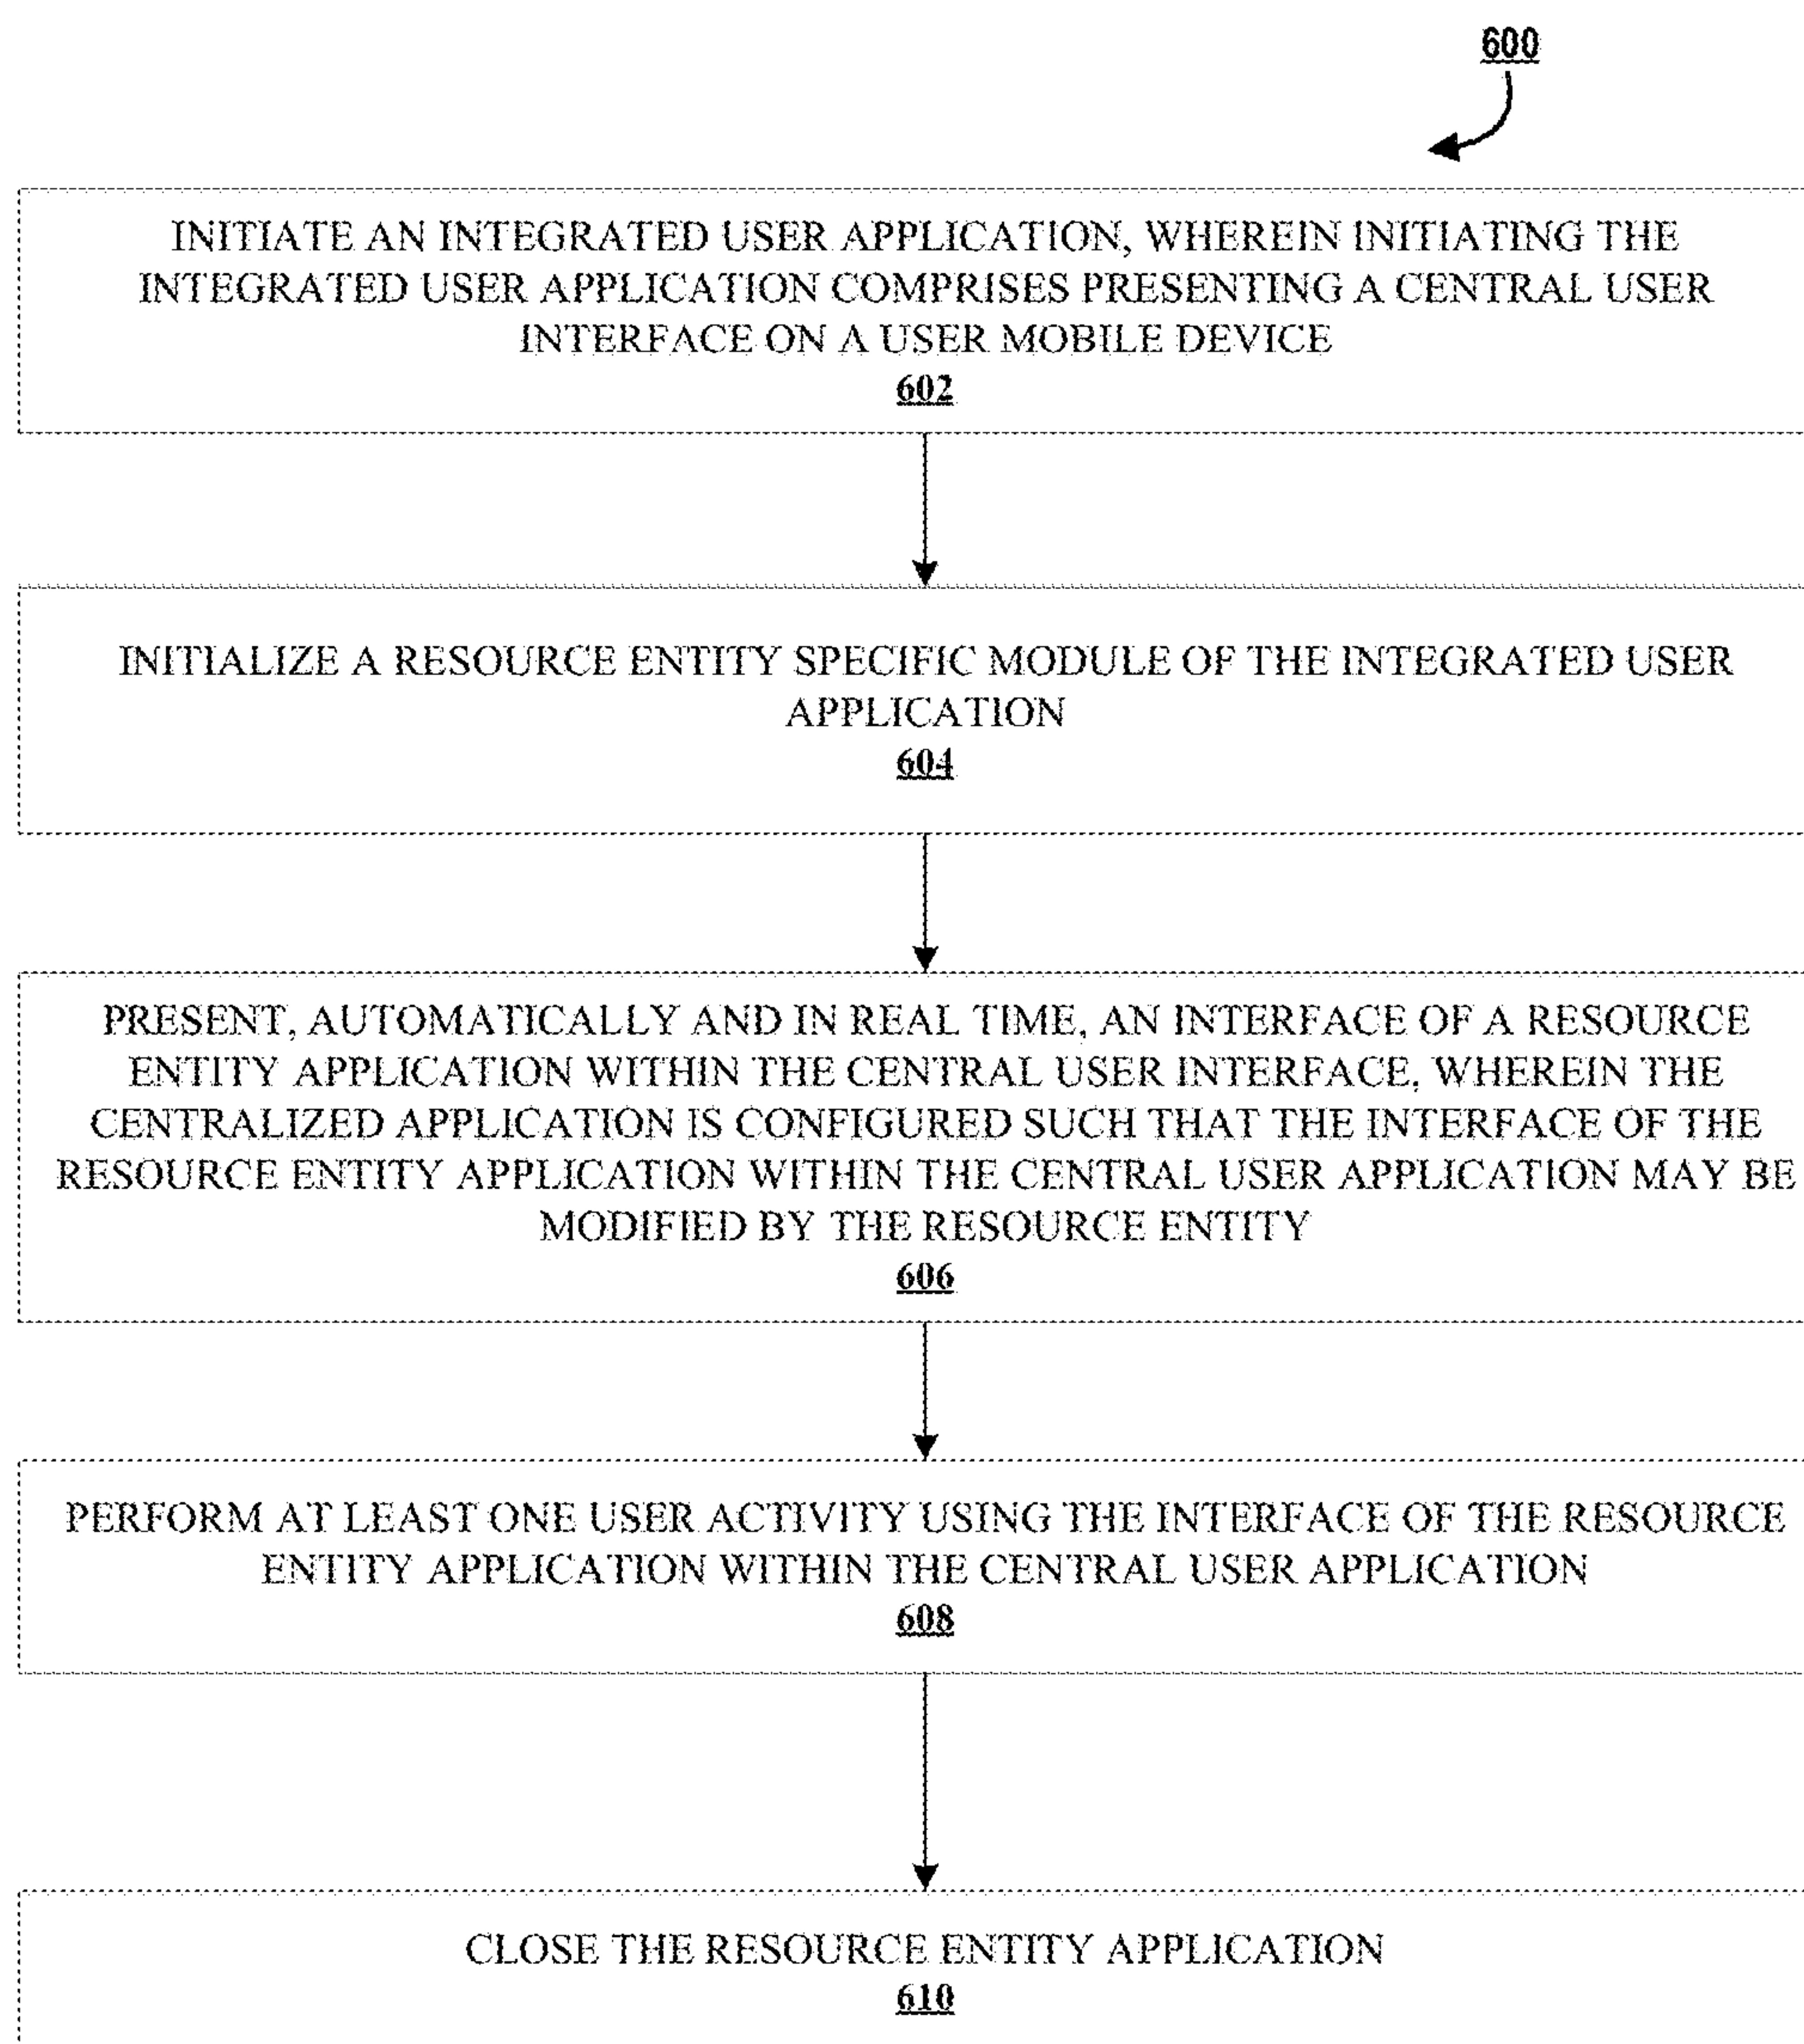 600
INITIATE AN INTEGRATED USER APPLICATION, WHEREIN INITIATING THE
INTEGRATED USER APPLICATION COMPRISES PRESENTING A CENTRAL USER
INTERFACE ON A USER MOBILE DEVICE
602
INITIALIZE A RESOURCE ENTITY SPECIFIC MODULE OF THE INTEGRATED USER
APPLICATION
604
PRESENT, AUTOMATICALLY AND IN REAL TIME, AN INTERFACE OF A RESOURCE
ENTITY APPLICATION WITHIN THE CENTRAL USER INTERFACE, WHEREIN THE
CENTRALIZED APPLICATION IS CONFIGURED SUCH THAT THE INTERFACE OF THE
RESOURCE ENTITY APPLICATION WITHIN THE CENTRAL USER APPLICATION MAY BE
MODIFIED BY THE RESOURCE ENTITY
606
PERFORM AT LEAST ONE USER ACTIVITY USING THE INTERFACE OF THE RESOURCE
ENTITY APPLICATION WITHIN THE CENTRAL USER APPLICATION
608
CLOSE THE RESOURCE ENTITY APPLICATION
610